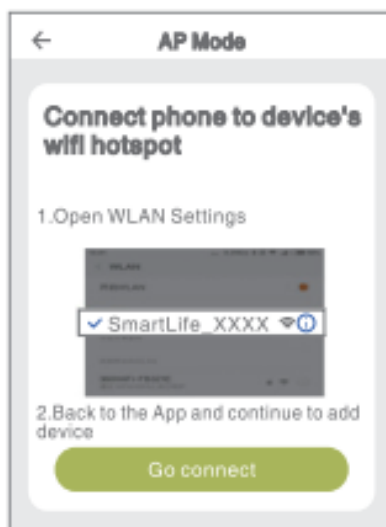 AP Mode
Connect phone to device's
wifi hotspot
1.Open WLAN Settings
WLAN
SmartLife_XXXX
2.Back to the App and continue to add
device
Go connect